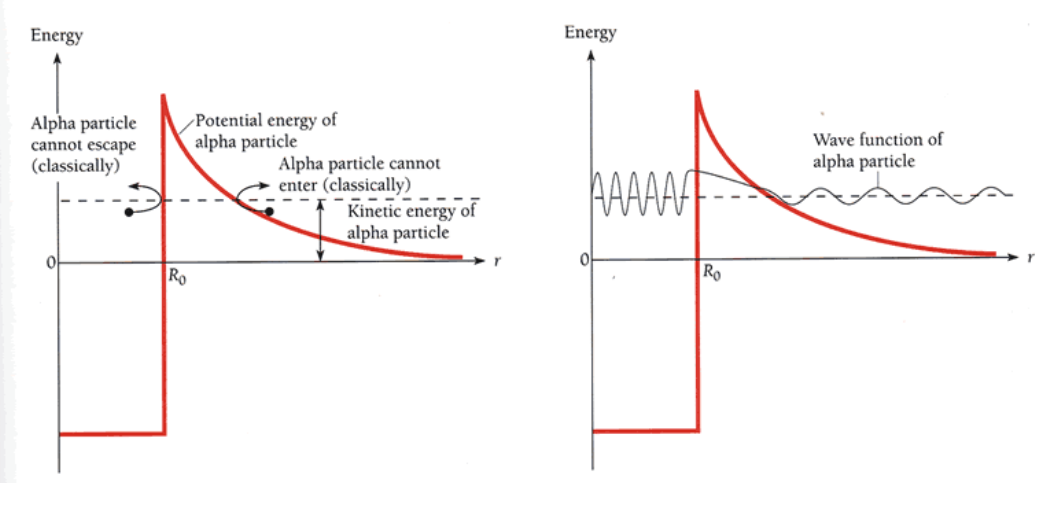 Energy
Alpha particle
cannot escape
(classically)
Potential energy of
alpha particle
Alpha particle cannot
enter (classically)
Kinetic energy of
alpha particle
0
R0
r
Energy
Wave function of
alpha particle
0
R0
r